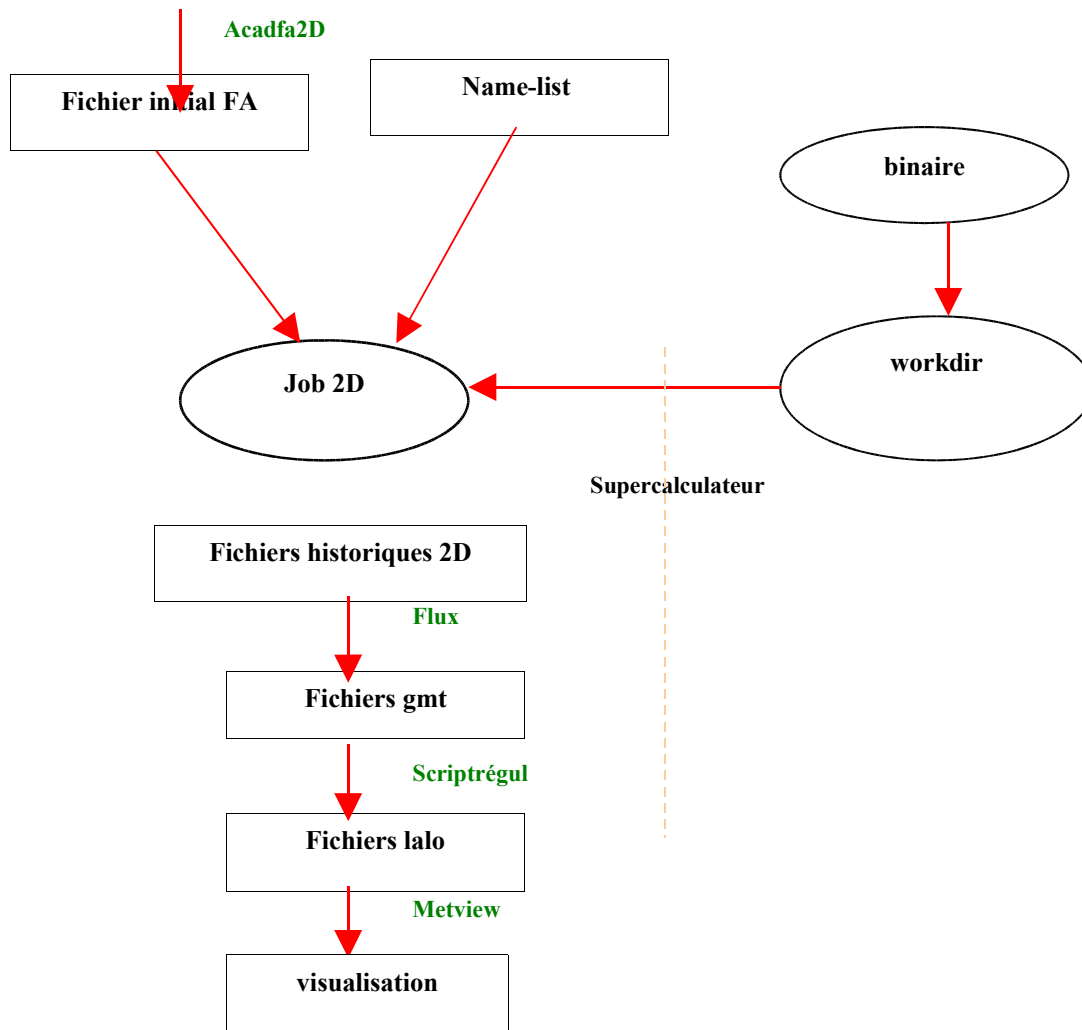 Acadfa2D
Fichier initial FA
Name-list
binaire
workdir
Job 2D
Supercalculateur
Fichiers historiques 2D
Flux
Fichiers gmt
Scriptrégul
Fichiers lalo
Metview
visualisation